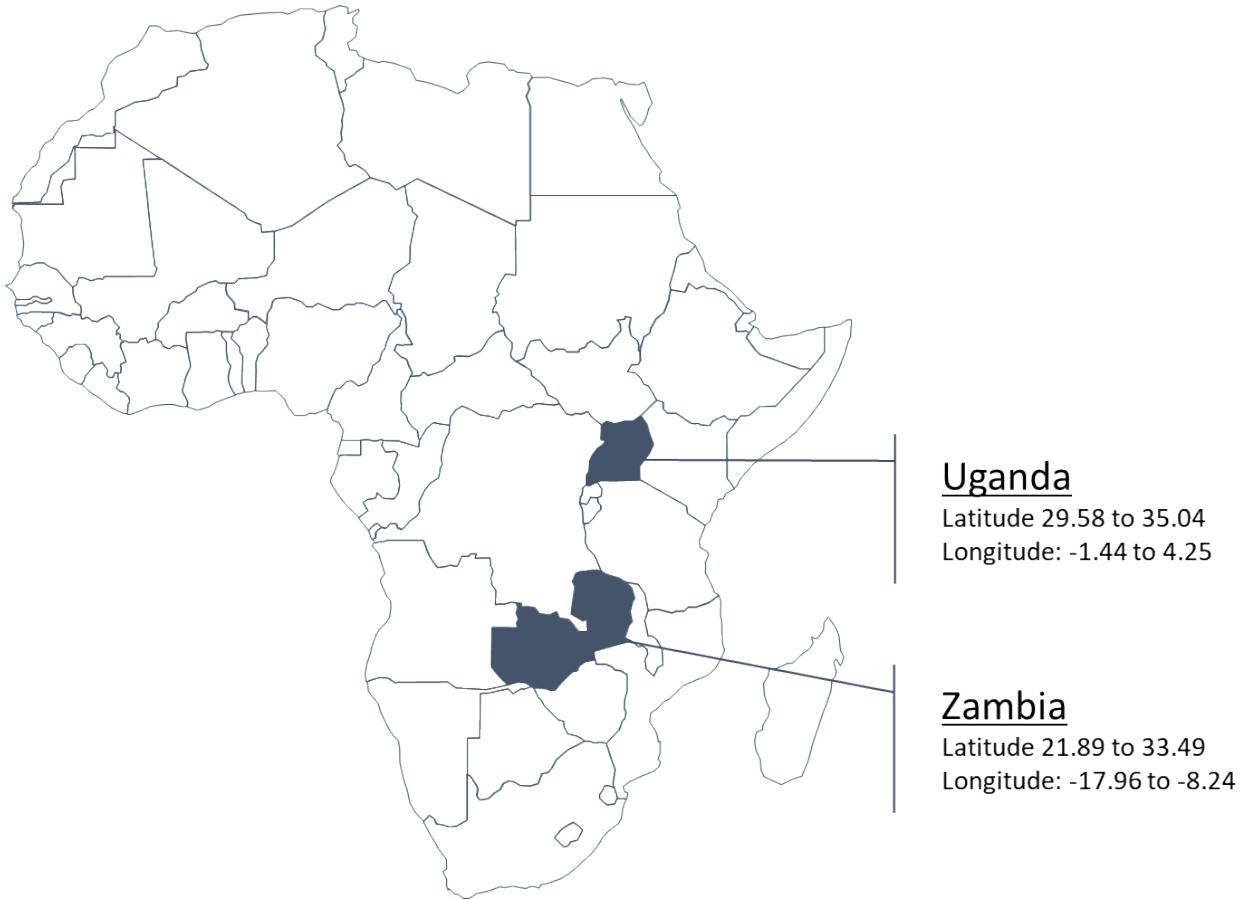 Uganda
Latitude 29.58 to 35.04
Longitude: -1.44 to 4.25
Zambia
Latitude 21.89 to 33.49
Longitude: -17.96 to -8.24